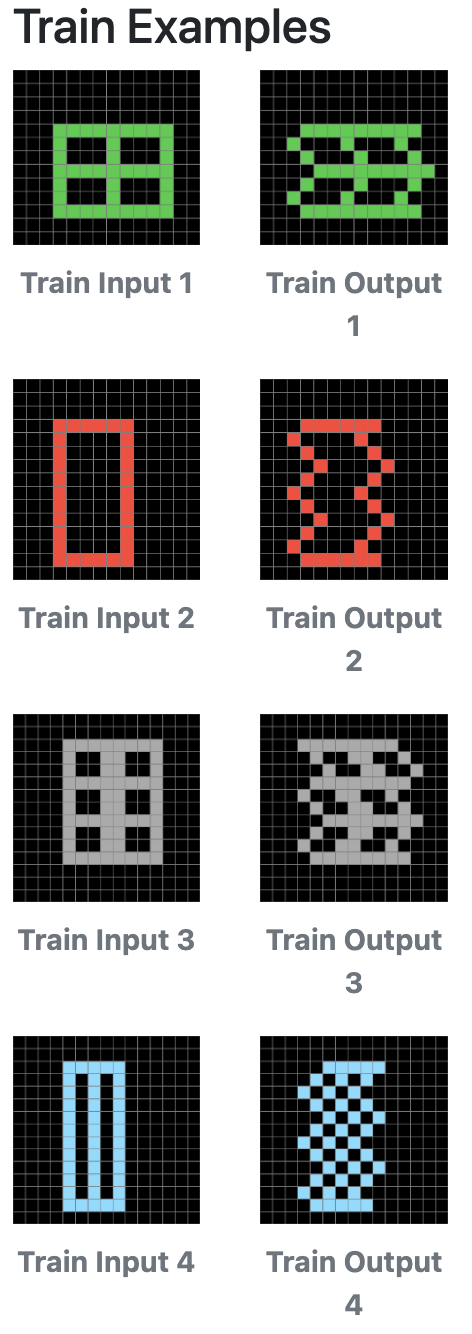 Train Examples
Train Input 1
Train Output
1
Train Input 2
Train Output
2
Train Input 3
Train Output
3
Train Input 4
Train Output
4